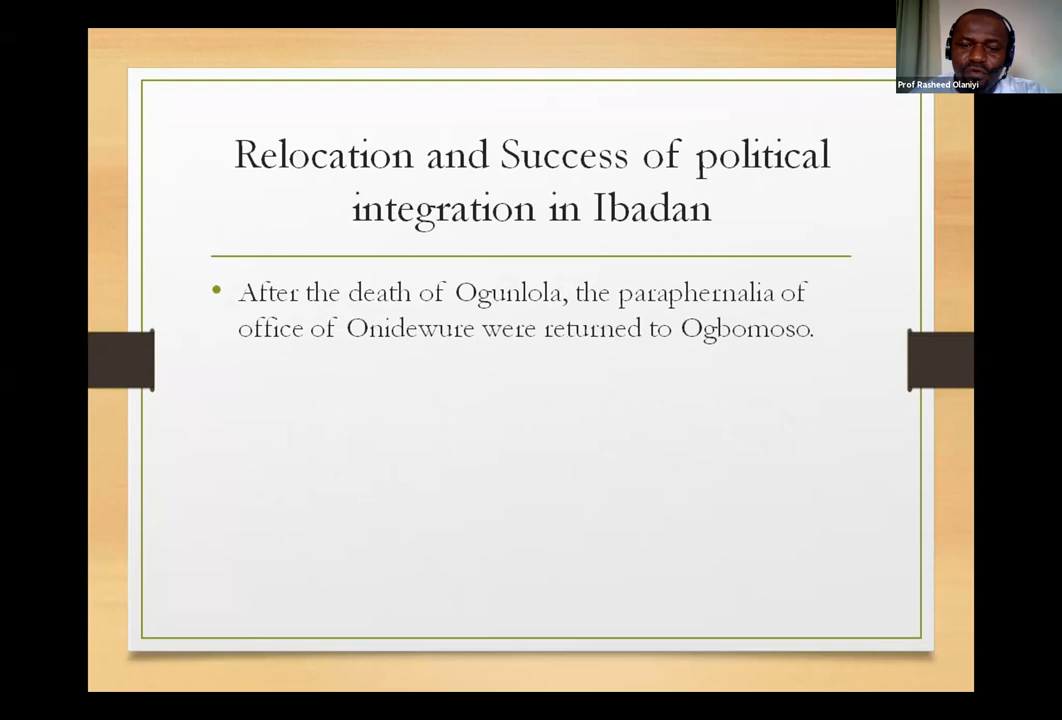 Prof Rasheed Olaniyi
Relocation and Success of political
integration in Ibadan
• After the death of Ogunlola, the paraphernalia of
office of Onidewure were returned to Ogbomoso.